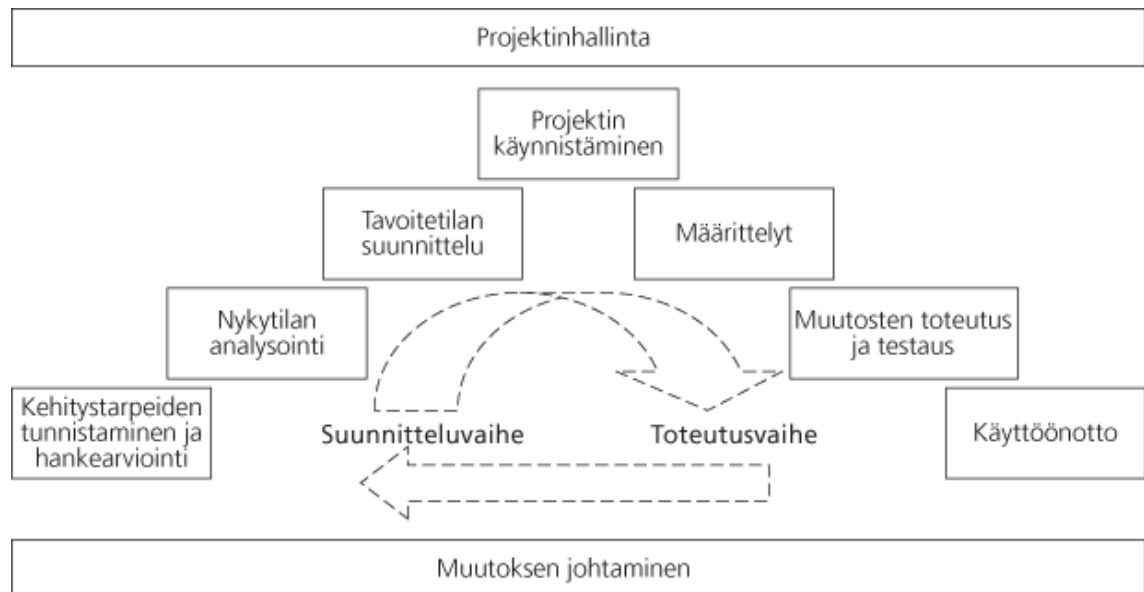 Projektinhallinta
Projektin
käynnistäminen
Tavoitetilan
suunnittelu
Määrittelyt
Nykytilan
analysointi
Muutosten toteutus
ja testaus
Kehitystarpeiden
tunnistaminen ja
hankearviointi
Suunnitteluvaihe
Toteutusvaihe
Käyttöönotto
Muutoksen johtaminen